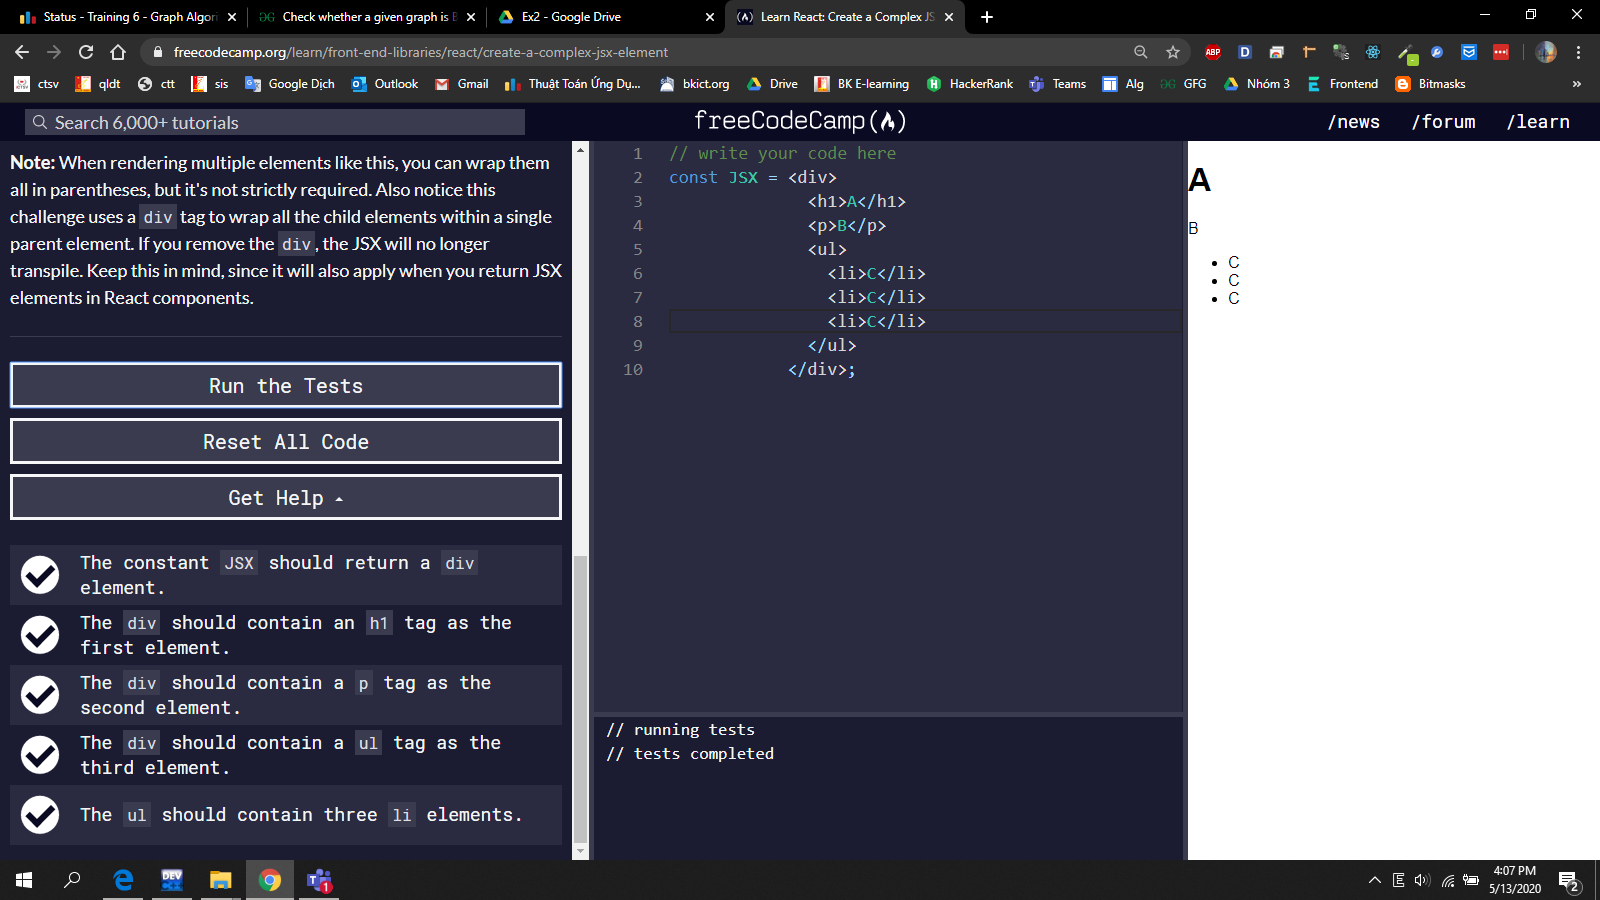 Status - Training 6 - Graph Algori
Check whether a given graph is B
Ex2 - Google Drive
Learn React: Create a Complex JS
freecodecamp.org/learn/front-end-libraries/react/create-a-complex-jsx-element
ABP
D
ctsv
qldt
ctt
sis
Google Dịch
Outlook
Gmail
Thuật Toán Ứng Dụ...
bkict.org
Drive
BK E-learning
HackerRank
Teams
Alg
GFG
Nhóm 3
Frontend
Bitmasks
»
Search 6,000+ tutorials
freeCodeCamp
/news
/forum
/learn
Note: When rendering multiple elements like this, you can wrap them
all in parentheses, but it's not strictly required. Also notice this
challenge uses a div tag to wrap all the child elements within a single
parent element. If you remove the div, the JSX will no longer
transpile. Keep this in mind, since it will also apply when you return JSX
elements in React components.
Run the Tests
Reset All Code
Get Help
The constant JSX should return a div
element.
The div should contain an h1 tag as the
first element.
The div should contain a p tag as the
second element.
The div should contain a ul tag as the
third element.
The ul should contain three li elements.
1 // write your code here
2 const JSX = <div>
3 <h1>A</h1>
4 <p>B</p>
5 <ul>
6 <li>C</li>
7 <li>C</li>
8 <li>C</li>
9 </ul>
10 </div>;
// running tests
// tests completed
A
B
• C
• C
• C
DEV
T
1
E
4:07 PM
5/13/2020
2